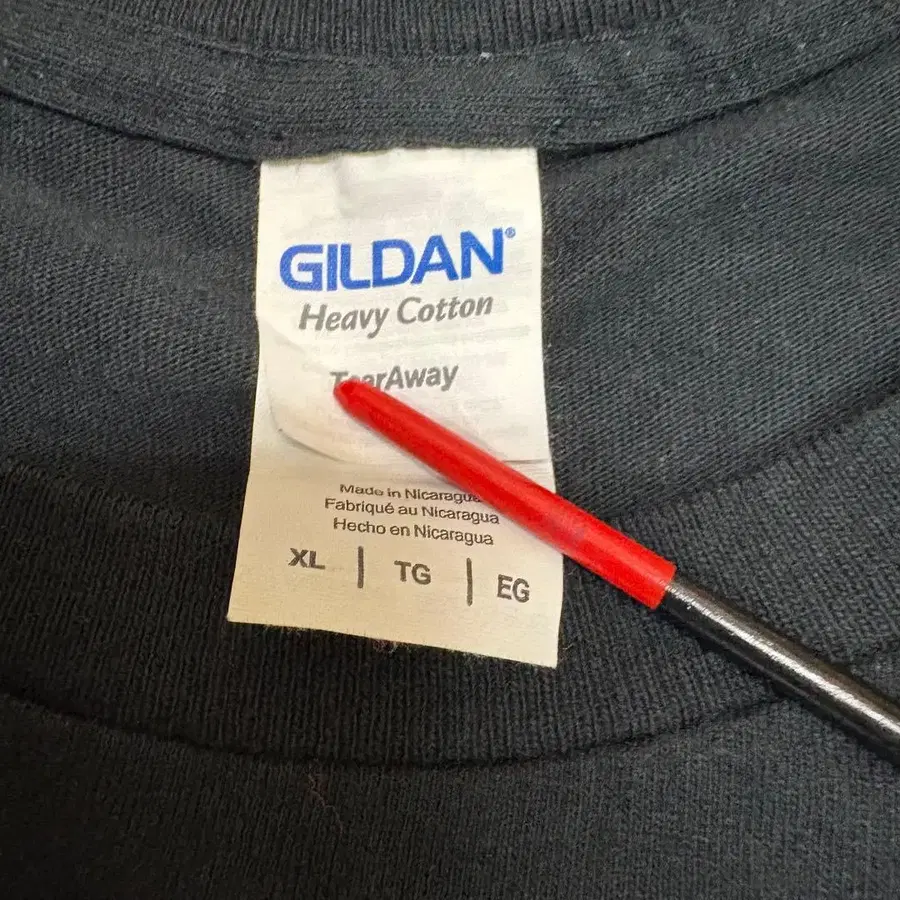 GILDAN®
Heavy Cotton
TearAway
Made in Nicaragua
Fabriqué au Nicaragua
Hecho en Nicaragua
XL | TG | EG